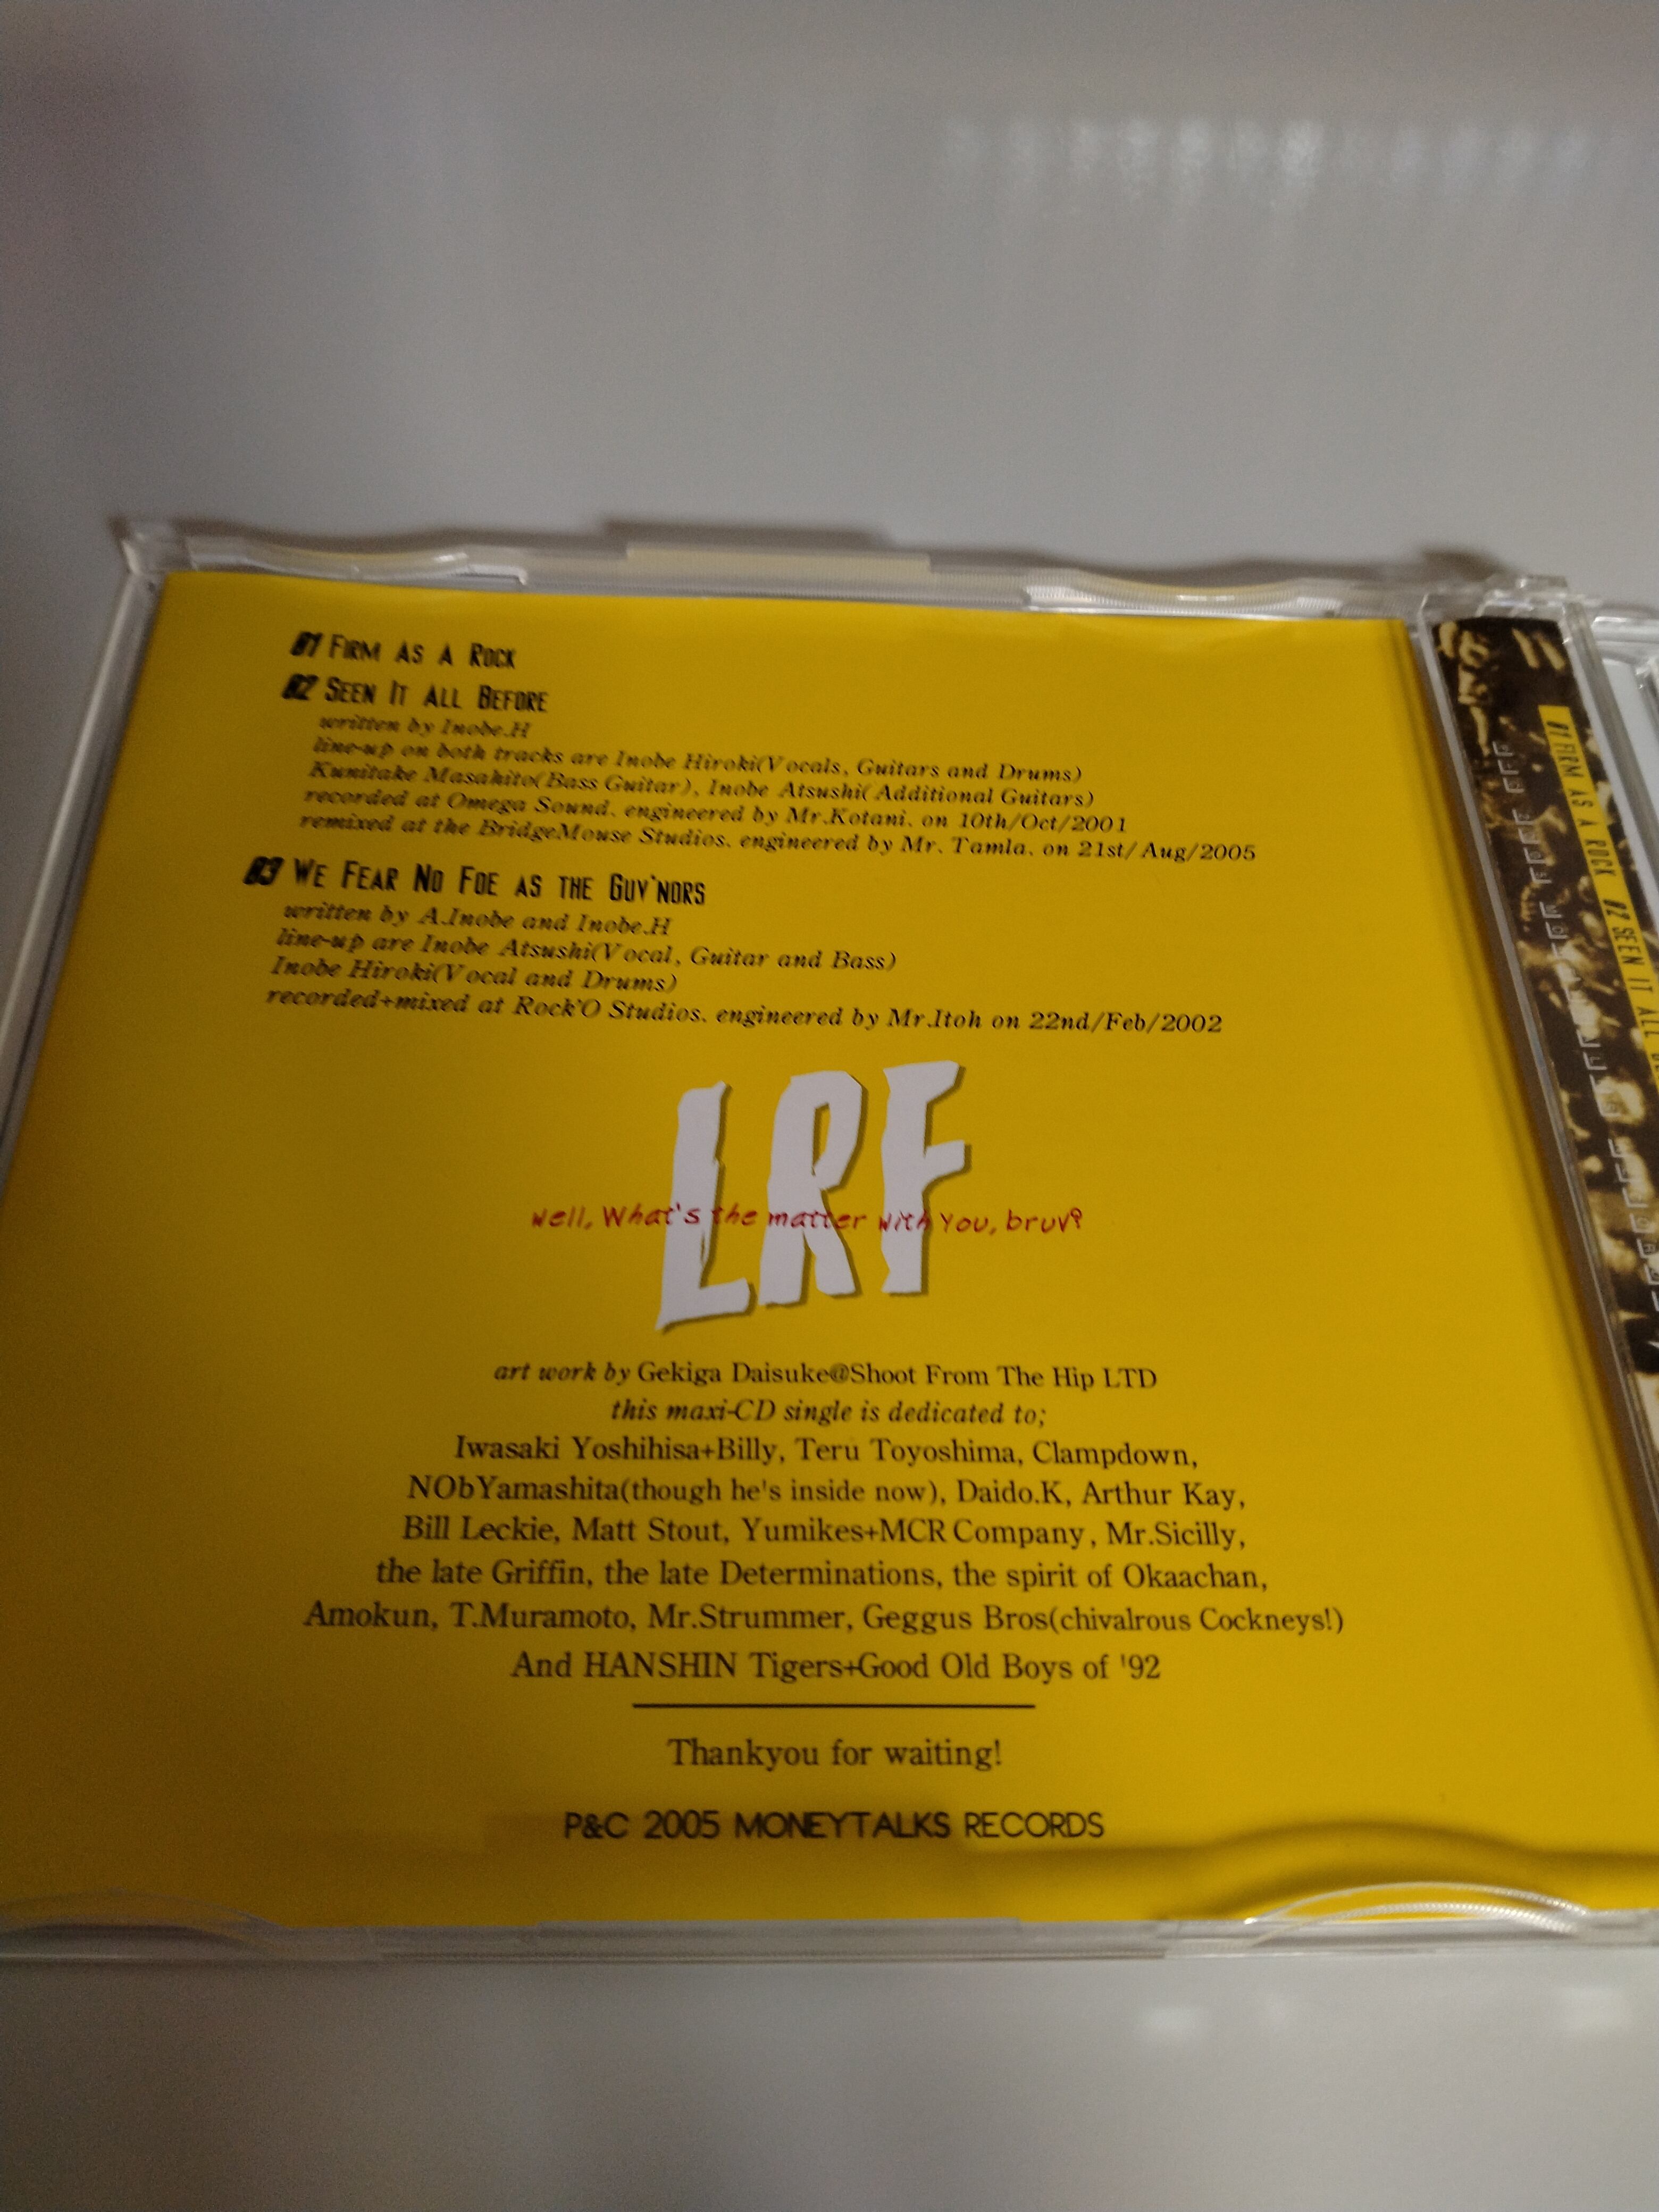 01 FIRM AS A ROCK
02 SEEN IT ALL BEFORE
written by Inobe.H
line-up on both tracks are Inobe Hiroki(Vocals, Guitars and Drums)
Kunitake Masahito(Bass Guitar), Inobe Atsushi(Additional Guitars)
recorded at Omega Sound. engineered by Mr.Kotani. on 10th/Oct/2001
remixed at the BridgeMouse Studios. engineered by Mr. Tamla. on 21st/Aug/2005
03 WE FEAR NO FOE AS THE GUV'NORS
written by A.Inobe and Inobe.H
line-up are Inobe Atsushi(Vocal, Guitar and Bass)
Inobe Hiroki(Vocal and Drums)
recorded+mixed at Rock'O Studios. engineered by Mr.Itoh on 22nd/Feb/2002
LRF
Well, What's the matter with You, bruv?
art work by Gekiga Daisuke@Shoot From The Hip LTD
this maxi-CD single is dedicated to;
Iwasaki Yoshihisa+Billy, Teru Toyoshima, Clampdown,
NObYamashita(though he's inside now), Daido.K, Arthur Kay,
Bill Leckie, Matt Stout, Yumikes+MCR Company, Mr.Sicilly,
the late Griffin, the late Determinations, the spirit of Okaachan,
Amokun, T.Muramoto, Mr.Strummer, Geggus Bros(chivalrous Cockneys!)
And HANSHIN Tigers+Good Old Boys of '92
Thankyou for waiting!
P&C 2005 MONEYTALKS RECORDS
01 FIRM AS A ROCK 02 SEEN IT ALL